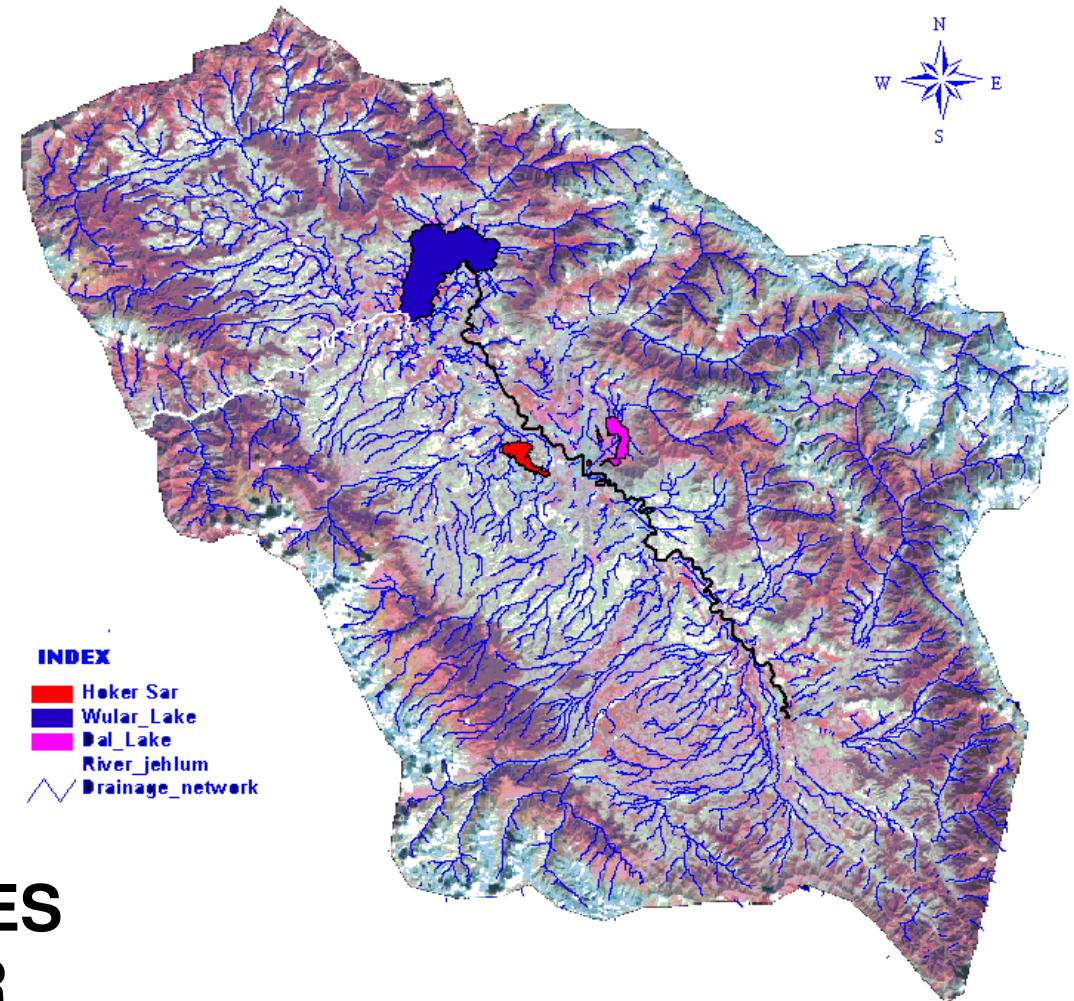 N
W E
S
INDEX
Hoker Sar
Wular_Lake
Dal_Lake
River_jehlum
Drainage_network
ES
R